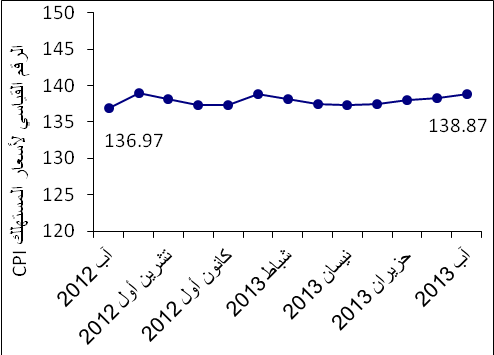 الرقم القياسي لأسعار المستهلك CPI
150
145
140
135
130
125
120
136.97
138.87
آب 2012
تشرين أول 2012
كانون أول 2012
شباط 2013
نيسان 2013
حزيران 2013
آب 2013